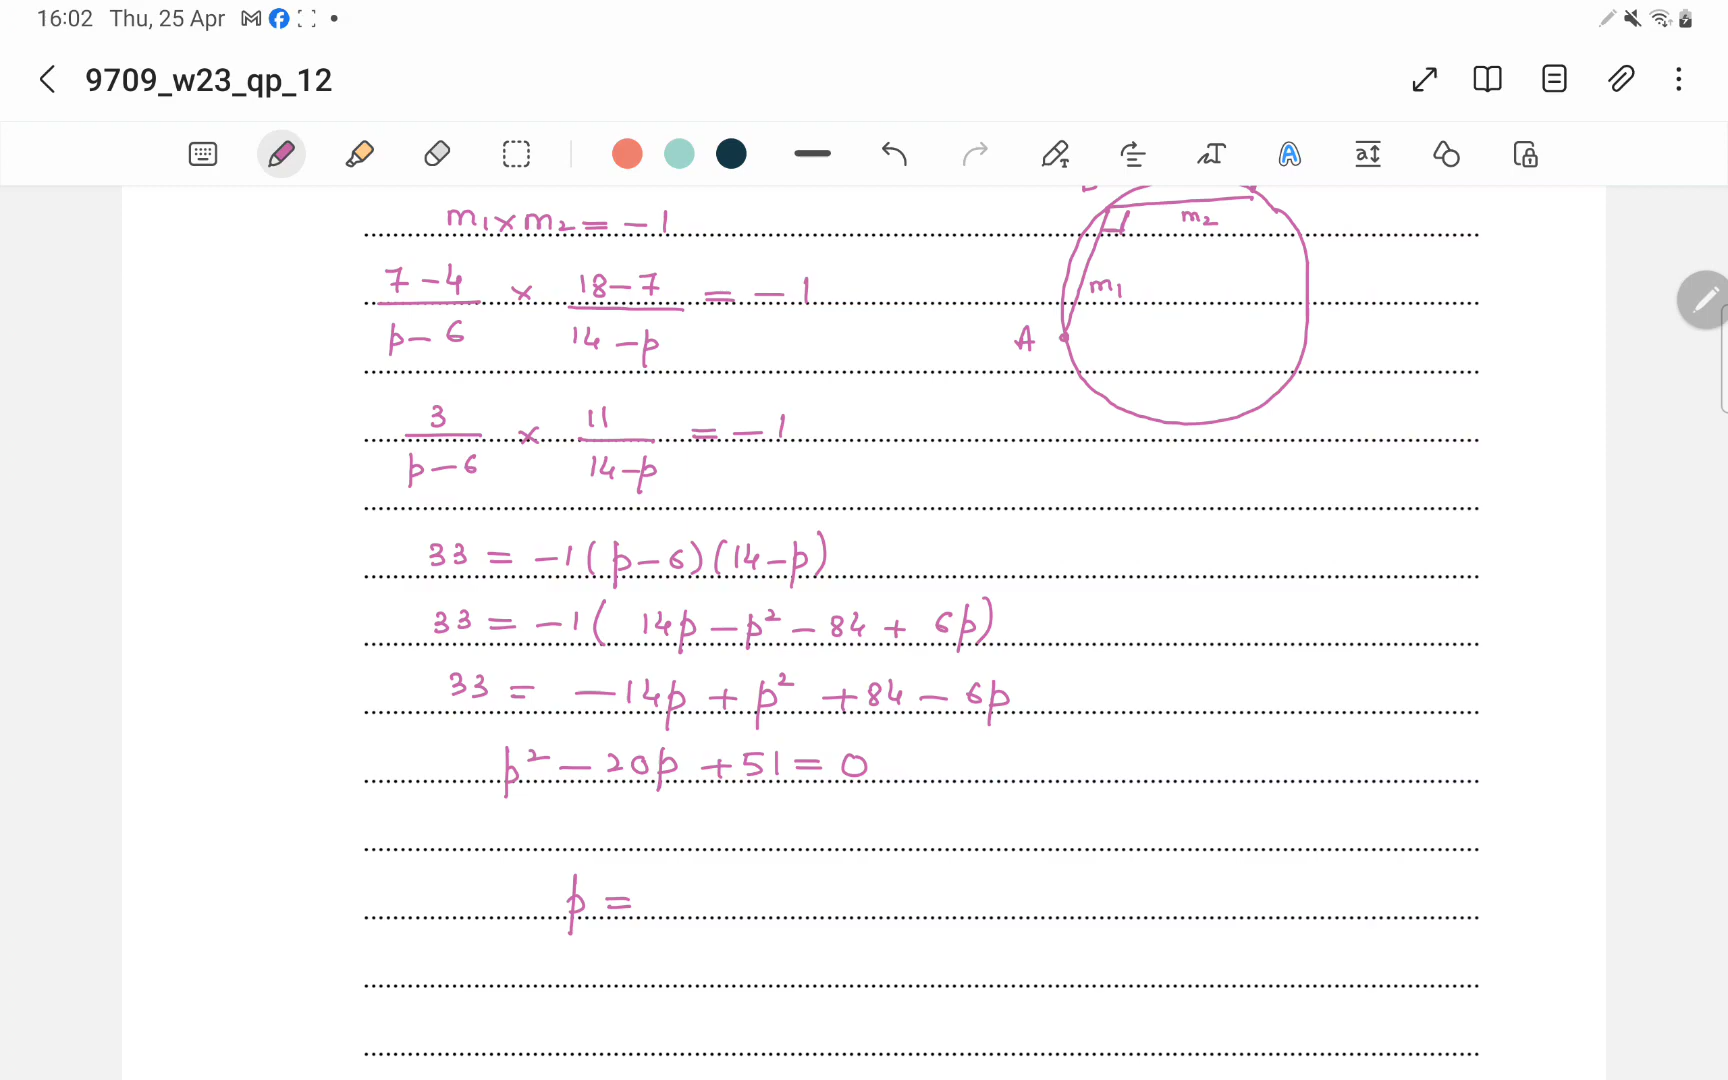 16:02 Thu, 25 Apr
9709_w23_qp_12
m₁ × m₂ = −1
m₂
(7−4)/(p−6) × (18−7)/(14−p) = −1
m₁
A
3/(p−6) × 11/(14−p) = −1
33 = −1(p−6)(14−p)
33 = −1(14p − p² − 84 + 6p)
33 = −14p + p² + 84 − 6p
p² − 20p + 51 = 0
p =